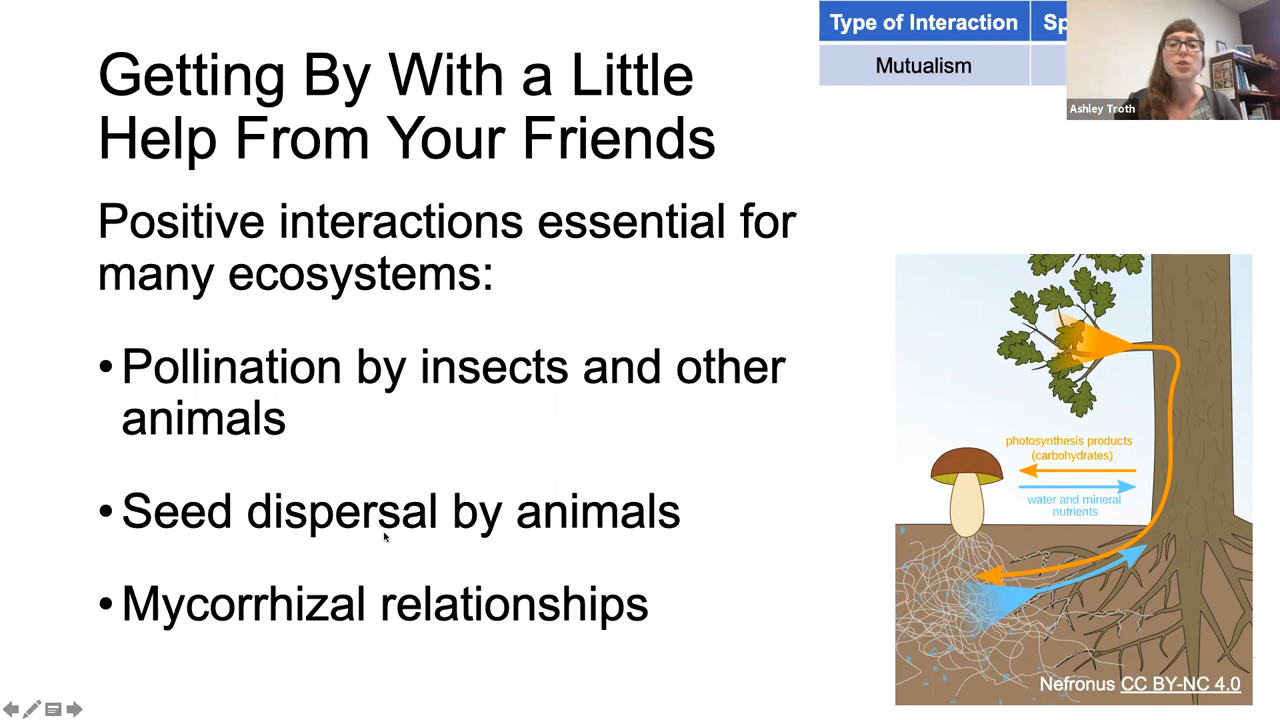 Getting By With a Little
Help From Your Friends
Positive interactions essential for
many ecosystems:
• Pollination by insects and other
animals
• Seed dispersal by animals
• Mycorrhizal relationships
Type of Interaction
Mutualism
Ashley Troth
photosynthesis products
(carbohydrates)
water and mineral
nutrients
Nefronus CC BY-NC 4.0